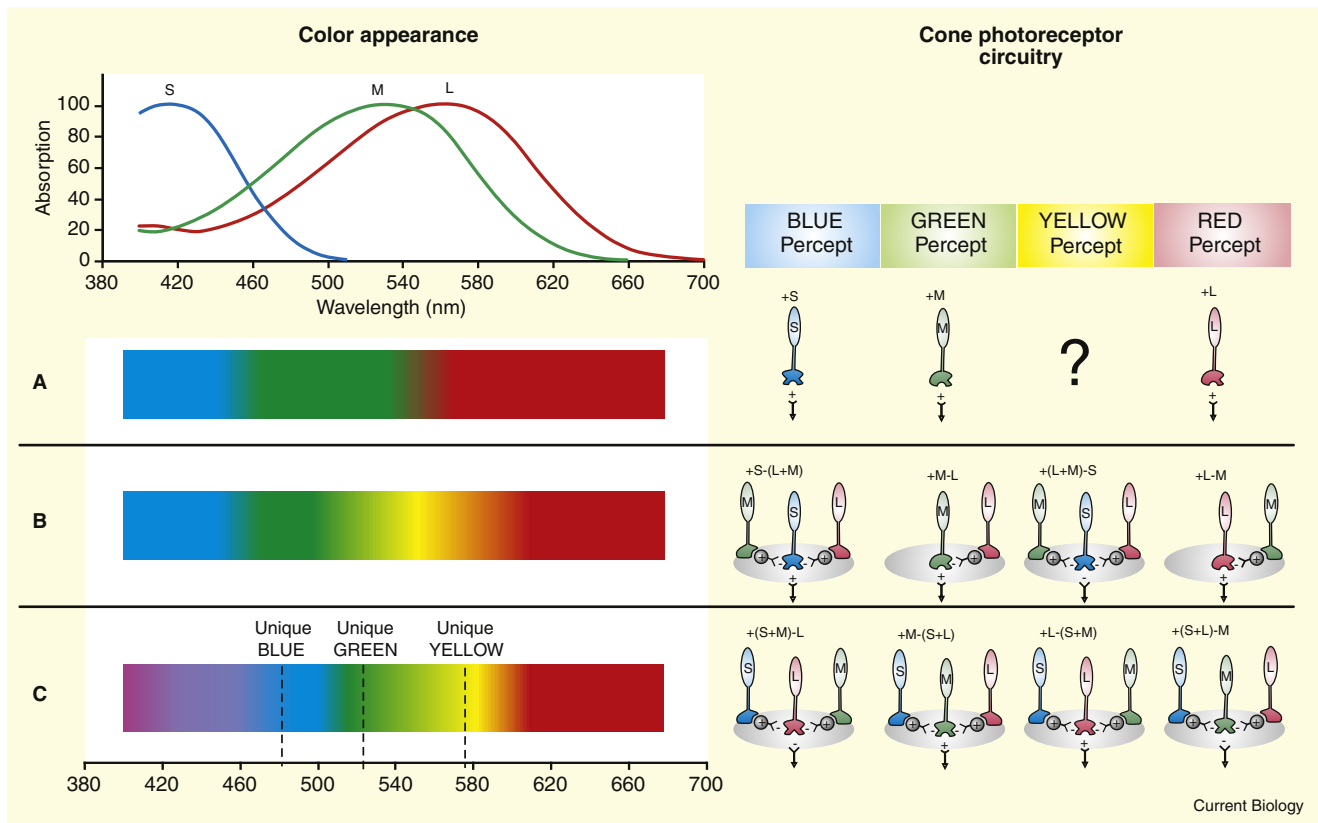 Color appearance
Cone photoreceptor
circuitry
S
M
L
Absorption
100
80
60
40
20
0
380 420 460 500 540 580 620 660 700
Wavelength (nm)
BLUE
Percept
GREEN
Percept
YELLOW
Percept
RED
Percept
A
+S
S
+
+M
M
+
?
+L
L
+
B
+S-(L+M)
M S L
+ - - +
+
+M-L
M L
- +
+
+(L+M)-S
M S L
+ - - +
-
+L-M
L M
- +
+
C
Unique
BLUE
Unique
GREEN
Unique
YELLOW
+(S+M)-L
S L M
+ - - +
-
+M-(S+L)
S M L
+ - - +
+
+L-(S+M)
S L M
+ - - +
+
+(S+L)-M
S M L
+ - - +
-
380 420 460 500 540 580 620 660 700
Current Biology